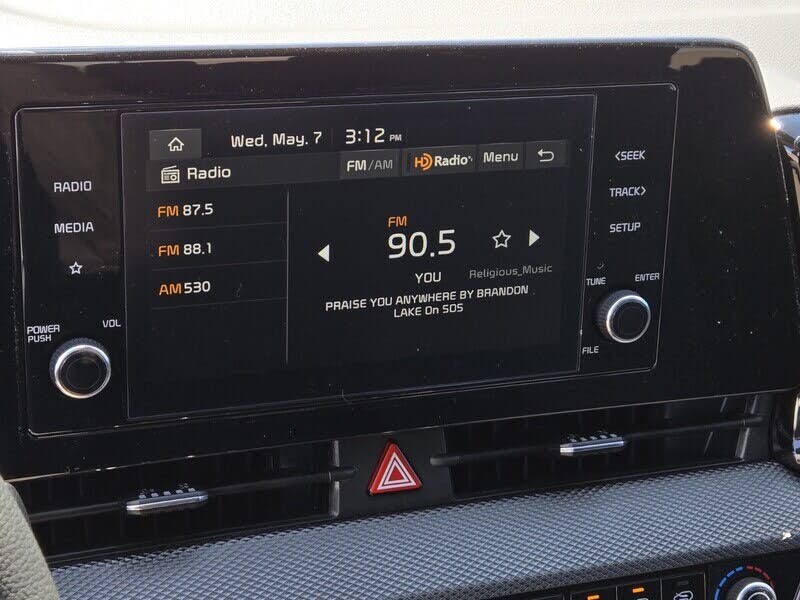 Wed, May. 7 3:12 PM
Radio FM/AM HD Radio Menu
FM 87.5
FM 88.1
AM 530
FM
90.5
YOU Religious_Music
PRAISE YOU ANYWHERE BY BRANDON
LAKE On SOS
RADIO
MEDIA
POWER
PUSH
VOL
<SEEK
TRACK>
SETUP
TUNE
ENTER
FILE